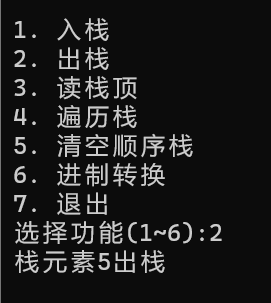 1. 入栈
2. 出栈
3. 读栈顶
4. 遍历栈
5. 清空顺序栈
6. 进制转换
7. 退出
选择功能(1~6):2
栈元素5出栈